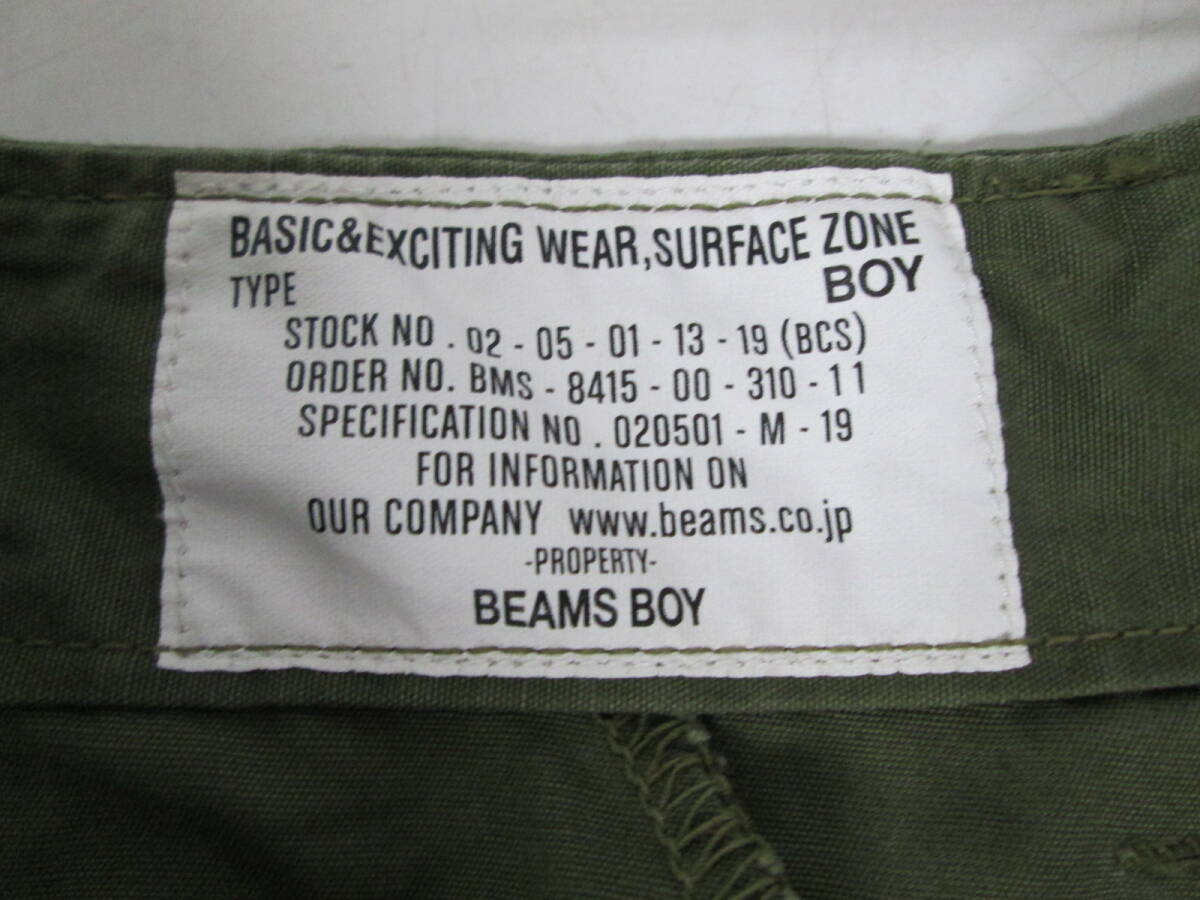 BASIC&EXCITING WEAR,SURFACE ZONE
TYPE BOY
STOCK NO . 02 - 05 - 01 - 13 - 19 (BCS)
ORDER NO. BMS - 8415 - 00 - 310 - 11
SPECIFICATION NO . 020501 - M - 19
FOR INFORMATION ON
OUR COMPANY www.beams.co.jp
-PROPERTY-
BEAMS BOY